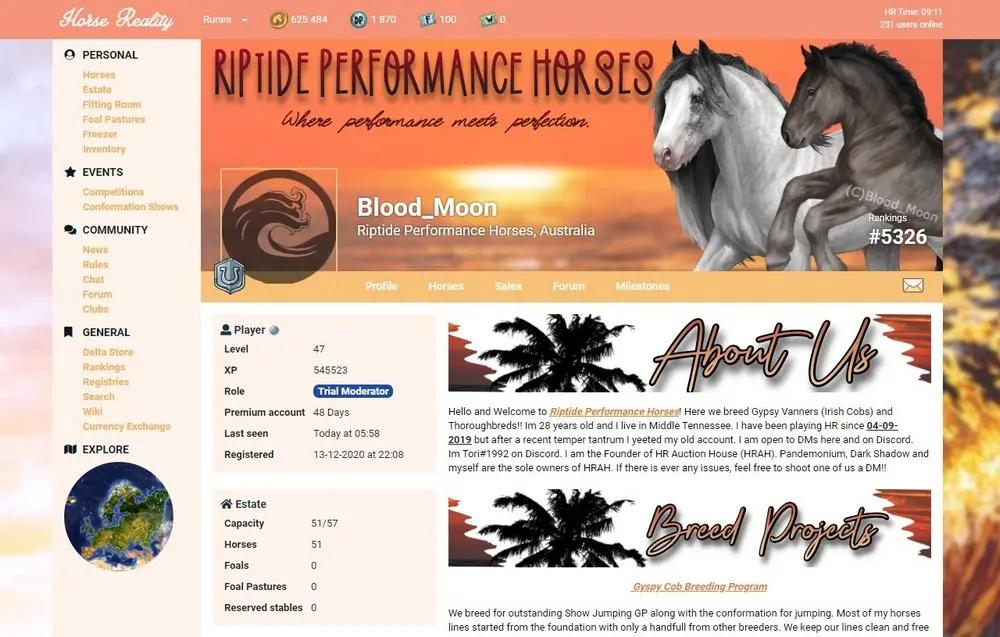 Horse Reality
Runes
625 484
1 870
100
0
HR Time: 09:11
231 users online
PERSONAL
Horses
Estate
Fitting Room
Foal Pastures
Freezer
Inventory
EVENTS
Competitions
Conformation Shows
COMMUNITY
News
Rules
Chat
Forum
Clubs
GENERAL
Delta Store
Rankings
Registries
Search
Wiki
Currency Exchange
EXPLORE
RIPTIDE PERFORMANCE HORSES
Where performance meets perfection.
(C)Blood_Moon
Blood_Moon
Riptide Performance Horses, Australia
Rankings
#5326
Profile
Horses
Sales
Forum
Milestones
Player
Level 47
XP 545523
Role Trial Moderator
Premium account 48 Days
Last seen Today at 05:58
Registered 13-12-2020 at 22:08
Estate
Capacity 51/57
Horses 51
Foals 0
Foal Pastures 0
Reserved stables 0
About Us
Hello and Welcome to Riptide Performance Horses! Here we breed Gypsy Vanners (Irish Cobs) and
Thoroughbreds!! Im 28 years old and I live in Middle Tennessee. I have been playing HR since 04-09-
2019 but after a recent temper tantrum I yeeted my old account. I am open to DMs here and on Discord.
Im Tori#1992 on Discord. I am the Founder of HR Auction House (HRAH). Pandemonium, Dark Shadow and
myself are the sole owners of HRAH. If there is ever any issues, feel free to shoot one of us a DM!!
Breed Projects
Gyspy Cob Breeding Program
We breed for outstanding Show Jumping GP along with the conformation for jumping. Most of my horses
lines started from the foundation with only a handfull from other breeders. We keep our lines clean and free